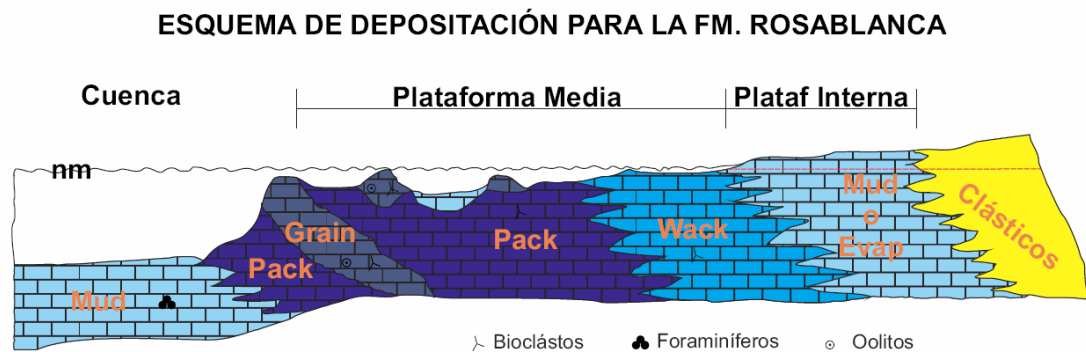 ESQUEMA DE DEPOSITACIÓN PARA LA FM. ROSABLANCA
Cuenca
Plataforma Media
Plataf Interna
nm
Mud
Pack
Grain
Pack
Wack
Mud
o
Evap
Clásticos
Bioclástos
Foraminíferos
Oolitos